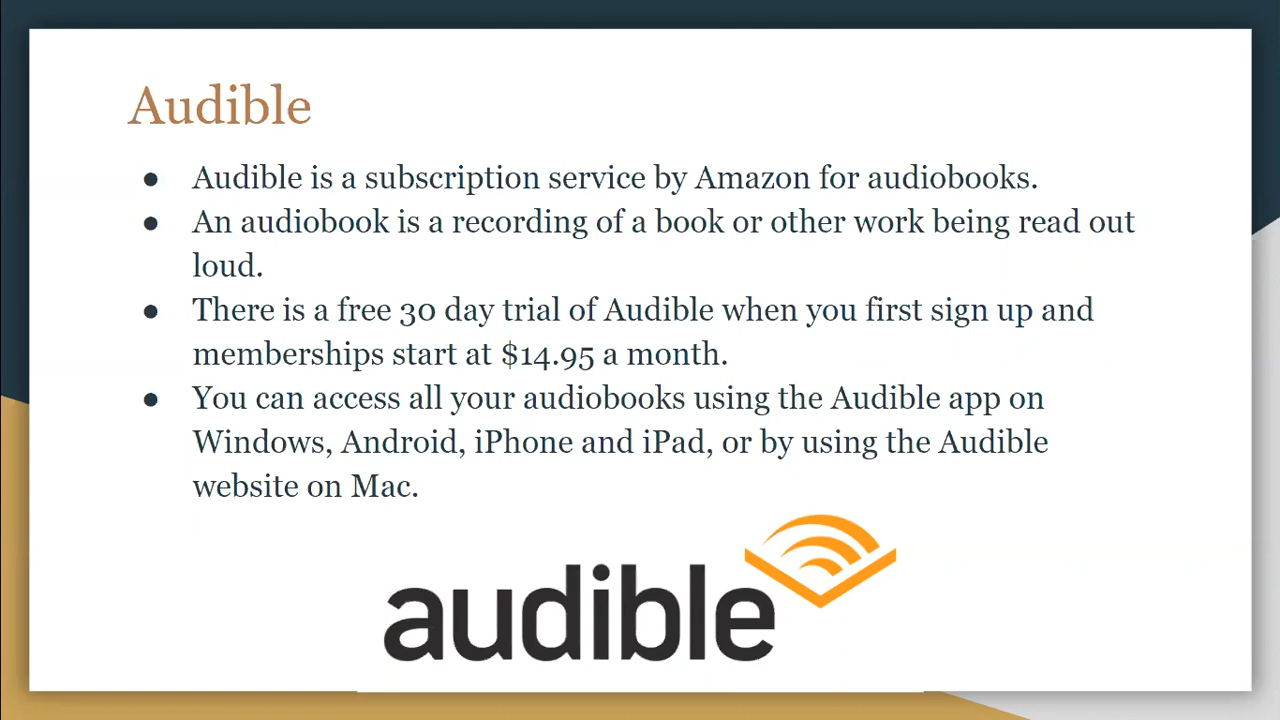 Audible
● Audible is a subscription service by Amazon for audiobooks.
● An audiobook is a recording of a book or other work being read out
loud.
● There is a free 30 day trial of Audible when you first sign up and
memberships start at $14.95 a month.
● You can access all your audiobooks using the Audible app on
Windows, Android, iPhone and iPad, or by using the Audible
website on Mac.
audible